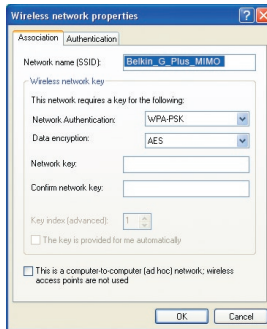 Wireless network properties
Association Authentication
Network name (SSID): Belkin_G_Plus_MIMO
Wireless network key
This network requires a key for the following:
Network Authentication: WPA-PSK
Data encryption: AES
Network key:
Confirm network key:
Key index (advanced): 1
The key is provided for me automatically
This is a computer-to-computer (ad hoc) network; wireless
access points are not used
OK Cancel